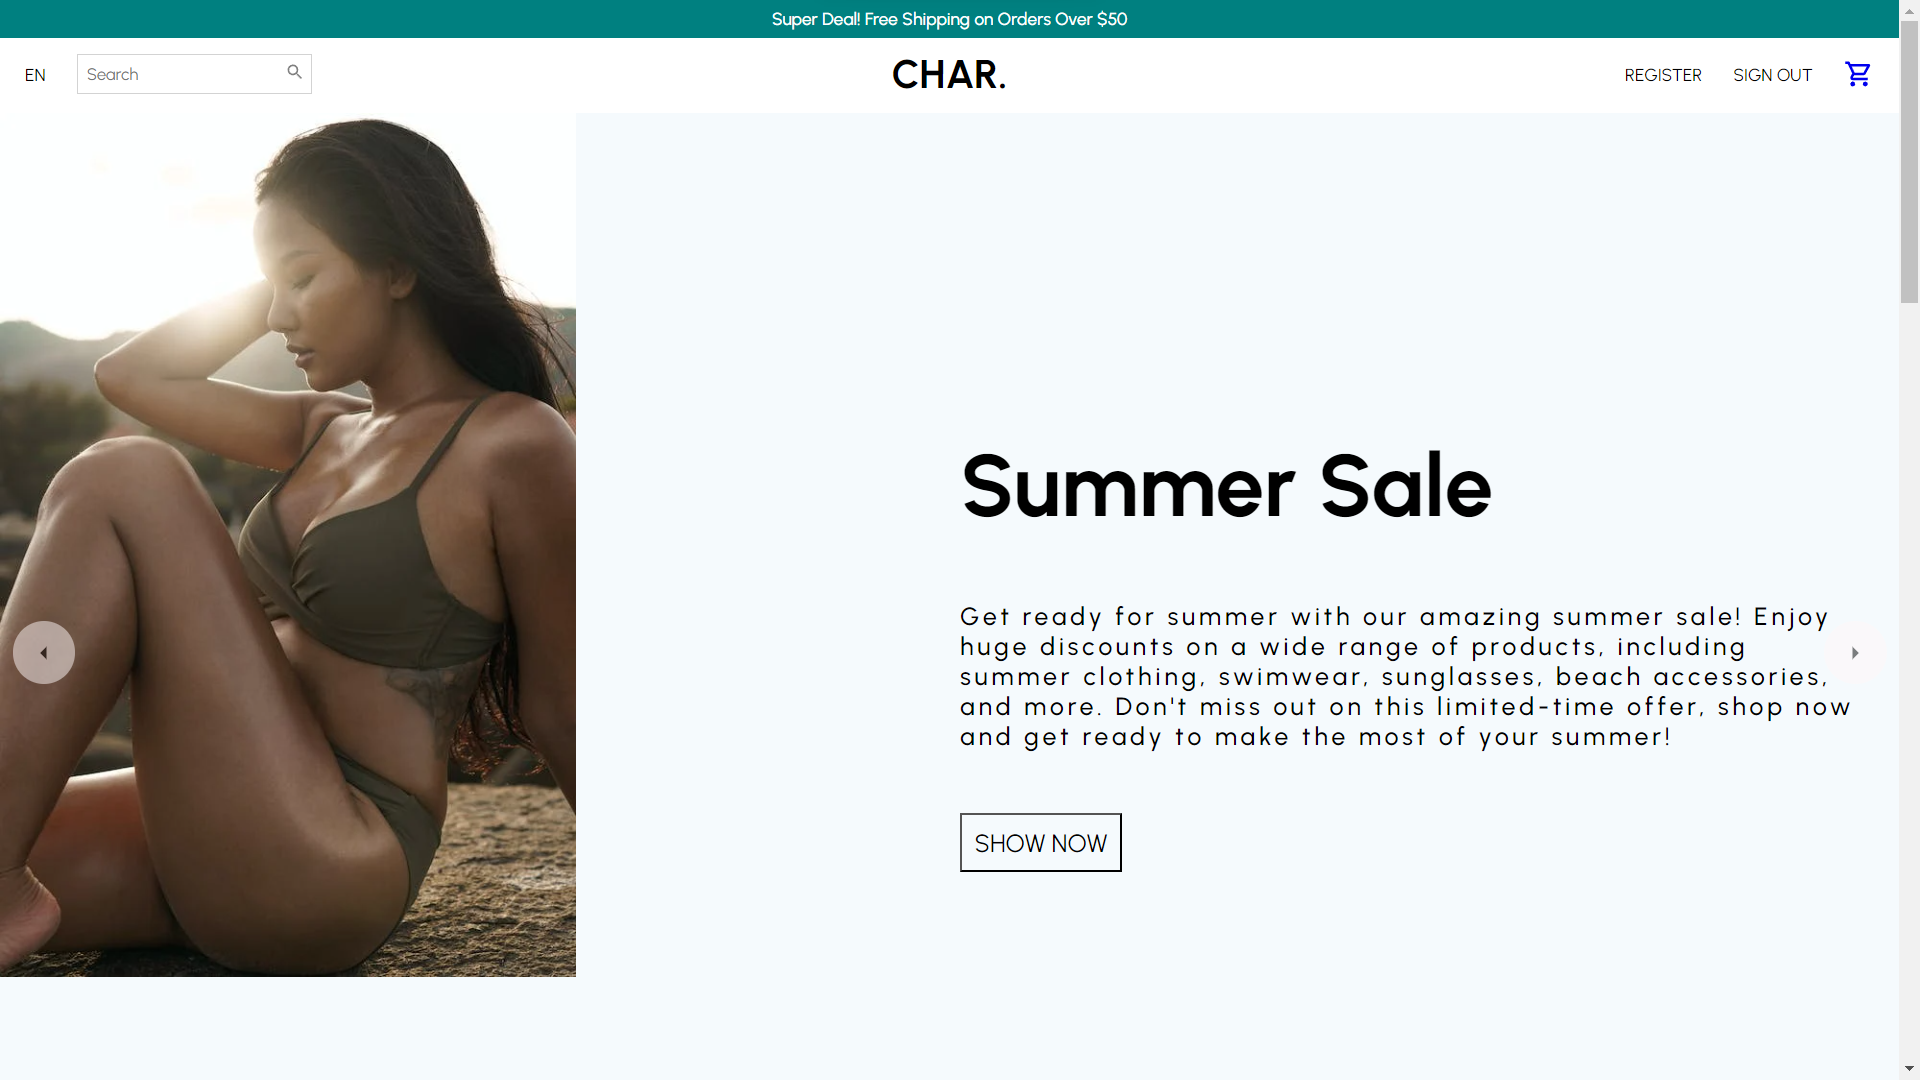 Super Deal! Free Shipping on Orders Over $50
EN
Search
CHAR.
REGISTER
SIGN OUT
Summer Sale
Get ready for summer with our amazing summer sale! Enjoy
huge discounts on a wide range of products, including
summer clothing, swimwear, sunglasses, beach accessories,
and more. Don't miss out on this limited-time offer, shop now
and get ready to make the most of your summer!
SHOW NOW